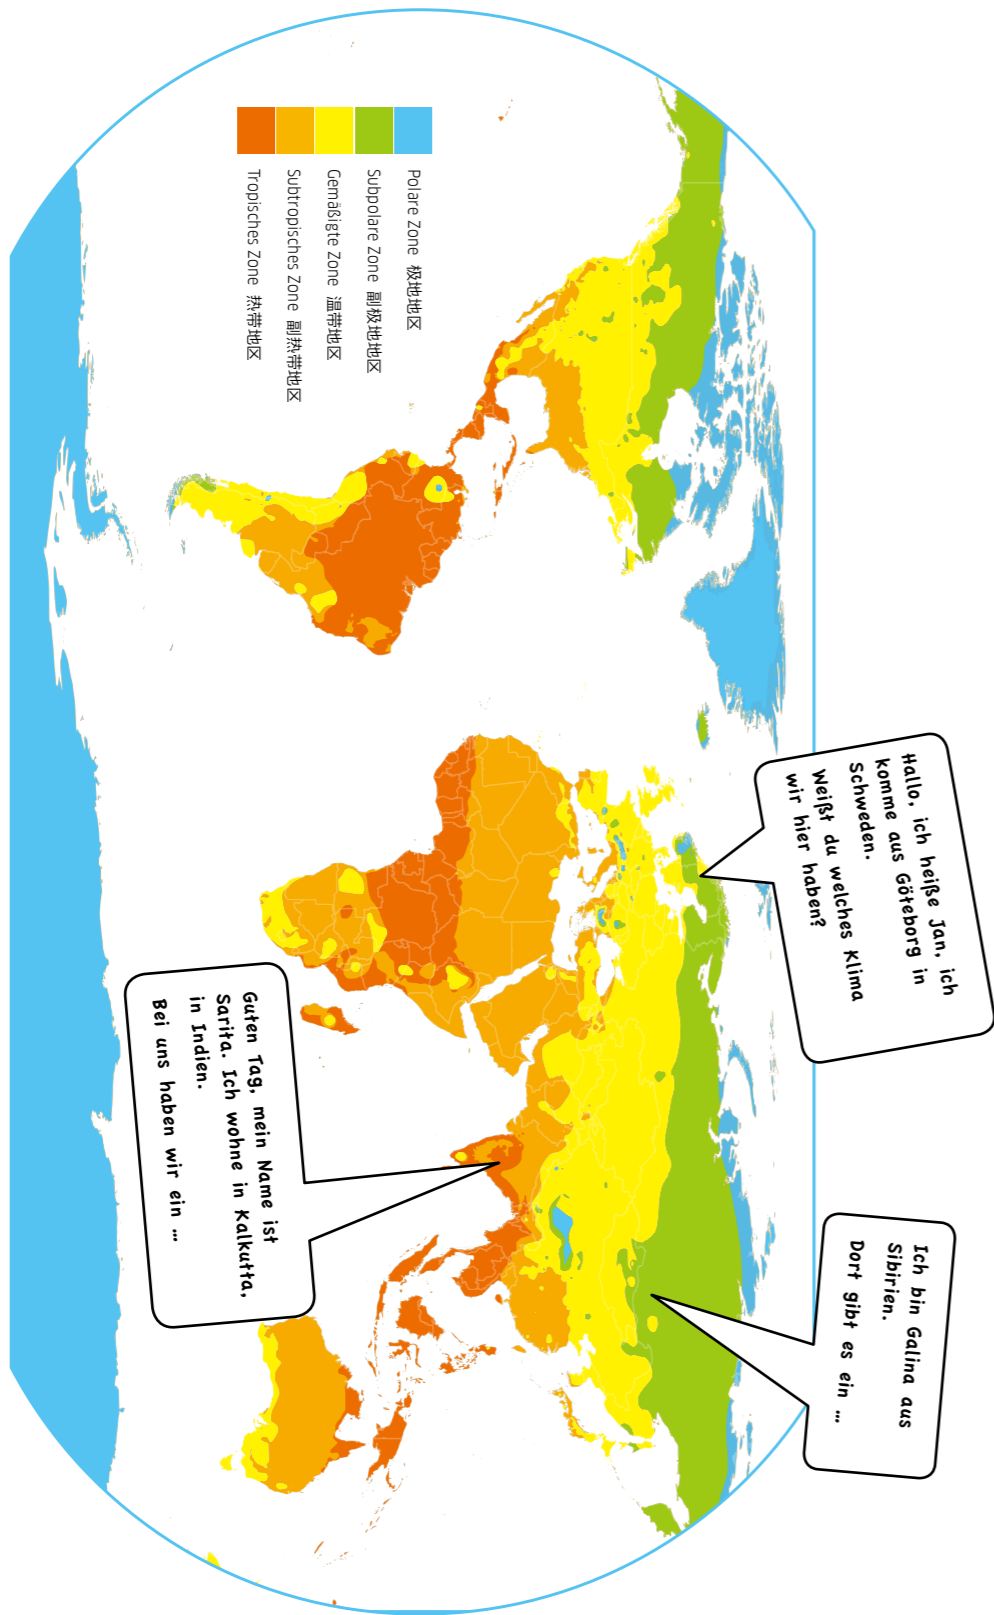 Hallo, ich heiße Jan, ich
komme aus Göteborg in
Schweden.
Weißt du welches Klima
wir hier haben?
Ich bin Galina aus
Sibirien.
Dort gibt es ein ...
Polare Zone 极地地区
Subpolare Zone 副极地地区
Gemäßigte Zone 温带地区
Subtropisches Zone 副热带地区
Tropisches Zone 热带地区
Guten Tag, mein Name ist
Sarita. Ich wohne in Kalkutta,
in Indien.
Bei uns haben wir ein ...